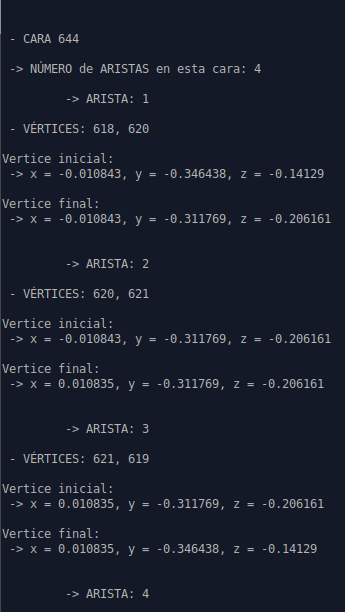 - CARA 644
-> NÚMERO de ARISTAS en esta cara: 4
-> ARISTA: 1
- VÉRTICES: 618, 620
Vertice inicial:
-> x = -0.010843, y = -0.346438, z = -0.14129
Vertice final:
-> x = -0.010843, y = -0.311769, z = -0.206161
-> ARISTA: 2
- VÉRTICES: 620, 621
Vertice inicial:
-> x = -0.010843, y = -0.311769, z = -0.206161
Vertice final:
-> x = 0.010835, y = -0.311769, z = -0.206161
-> ARISTA: 3
- VÉRTICES: 621, 619
Vertice inicial:
-> x = 0.010835, y = -0.311769, z = -0.206161
Vertice final:
-> x = 0.010835, y = -0.346438, z = -0.14129
-> ARISTA: 4